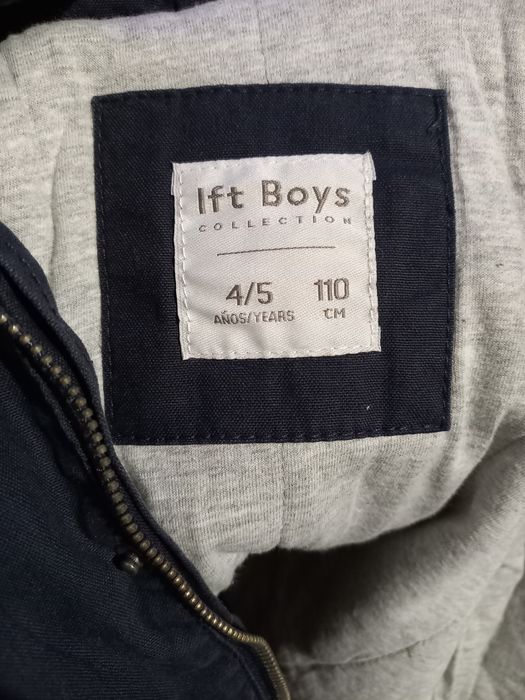 lft Boys
COLLECTION
4/5 110
AÑOS/YEARS CM